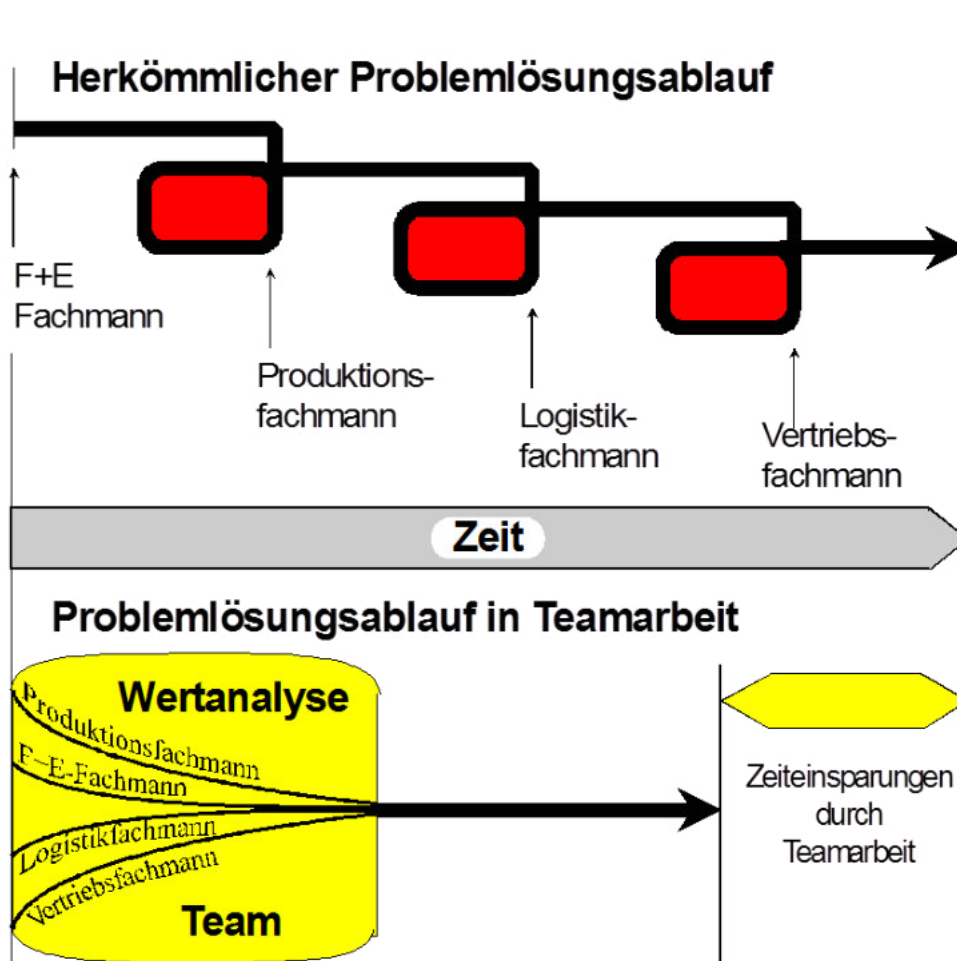 Herkömmlicher Problemlösungsablauf
F+E
Fachmann
Produktions-
fachmann
Logistik-
fachmann
Vertriebs-
fachmann
Zeit
Problemlösungsablauf in Teamarbeit
Wertanalyse
Produktionsfachmann
F–E-Fachmann
Logistikfachmann
Vertriebsfachmann
Team
Zeiteinsparungen
durch
Teamarbeit